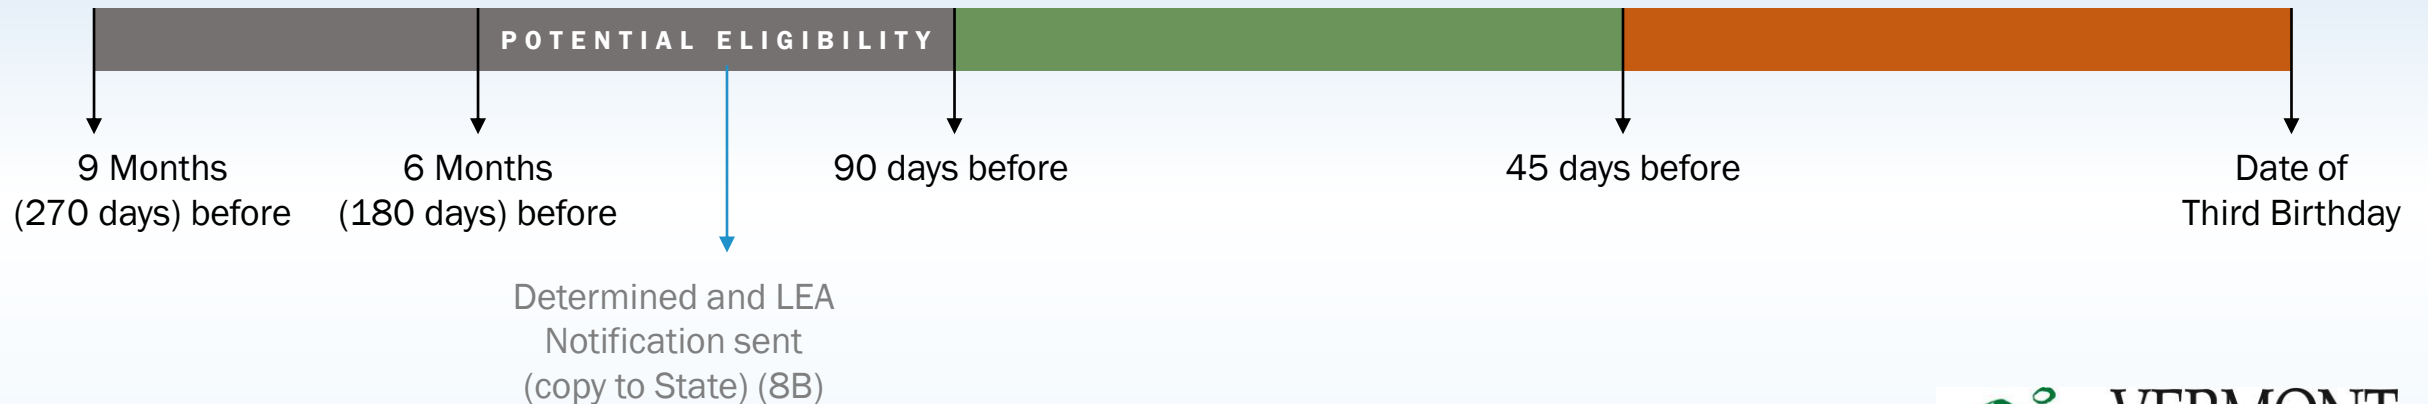 POTENTIAL ELIGIBILITY
9 Months
(270 days) before
6 Months
(180 days) before
90 days before
45 days before
Date of
Third Birthday
Determined and LEA
Notification sent
(copy to State) (8B)
VERMONT